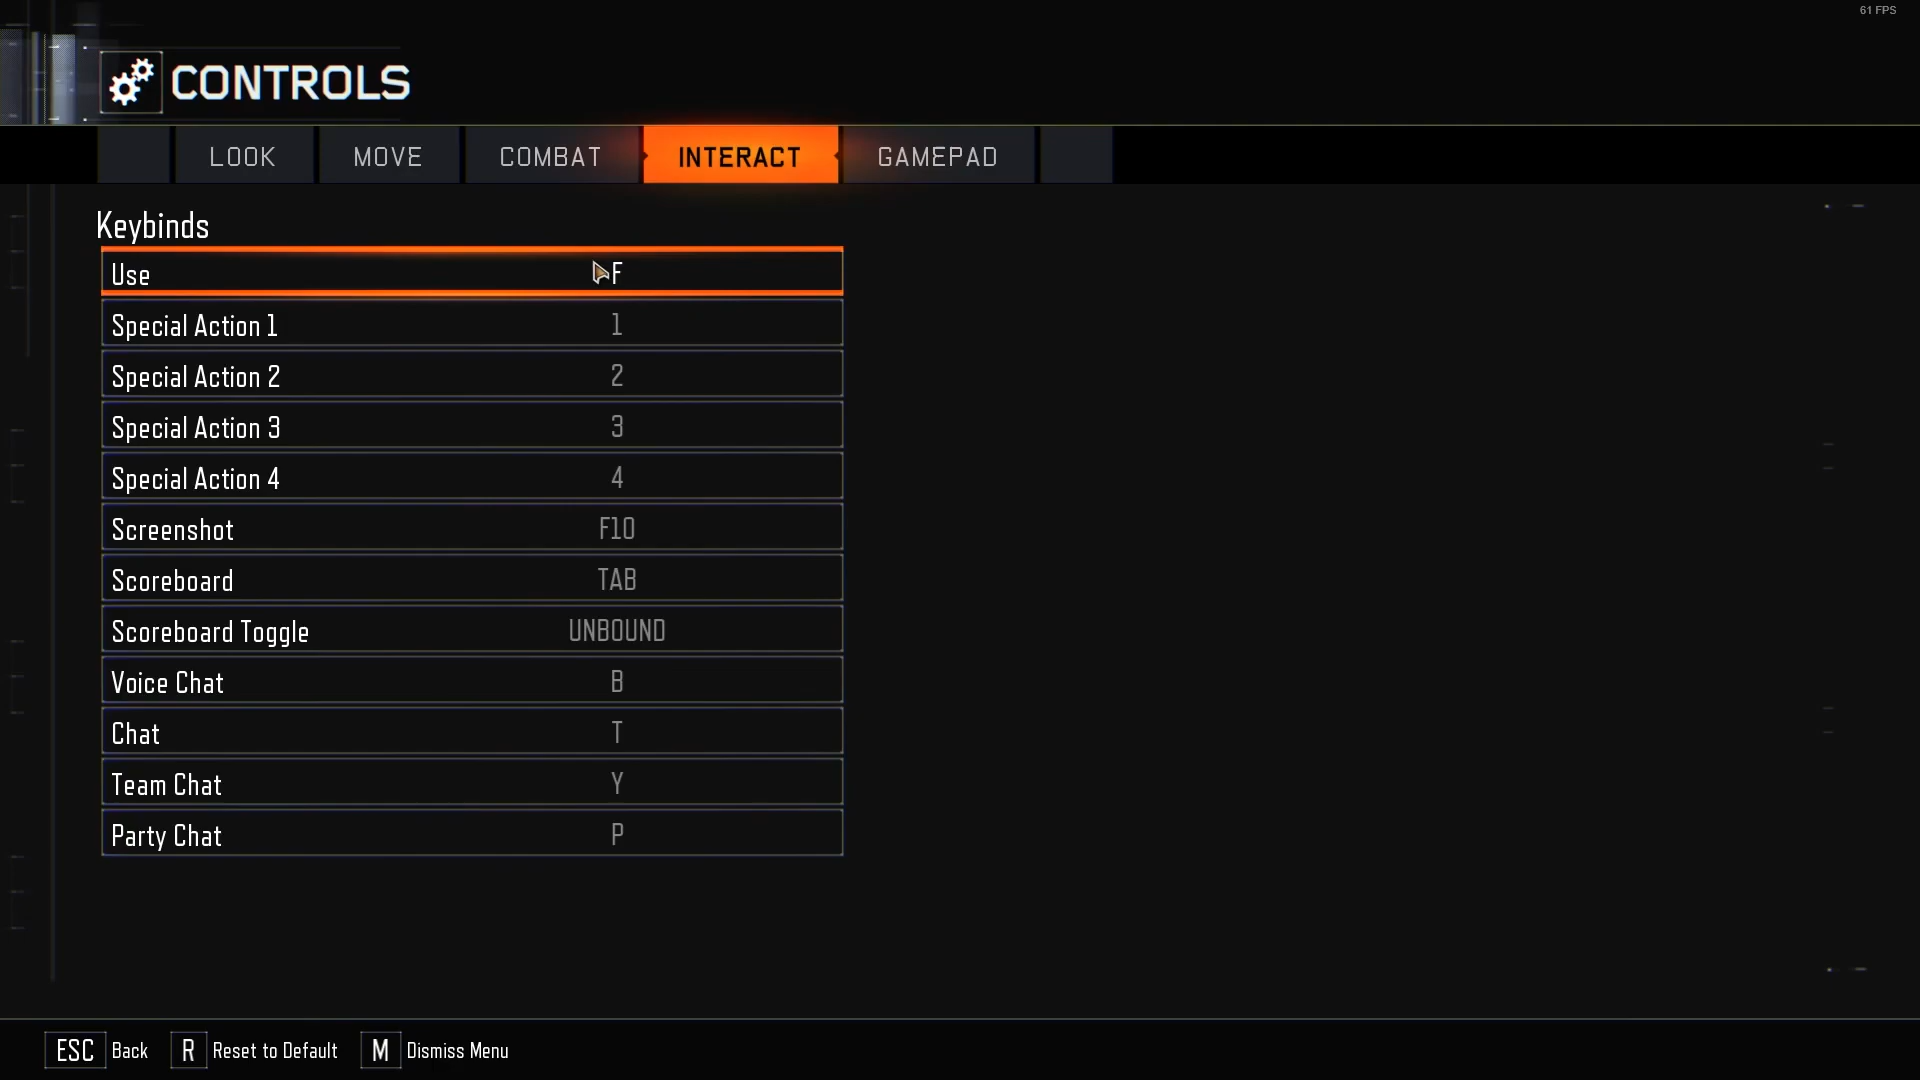 61 FPS
CONTROLS
LOOK MOVE COMBAT INTERACT GAMEPAD
Keybinds
Use F
Special Action 1 1
Special Action 2 2
Special Action 3 3
Special Action 4 4
Screenshot F10
Scoreboard TAB
Scoreboard Toggle UNBOUND
Voice Chat B
Chat T
Team Chat Y
Party Chat P
ESC Back R Reset to Default M Dismiss Menu